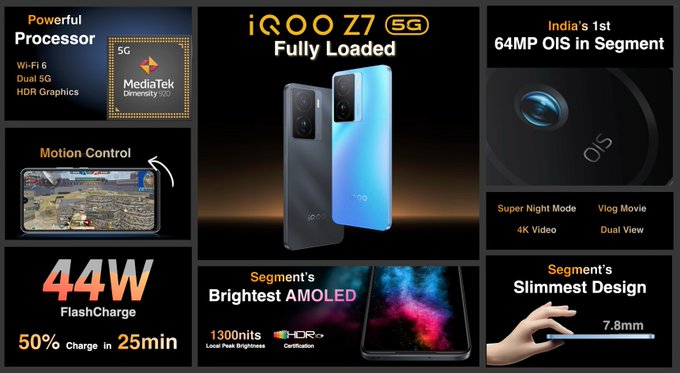 Powerful
Processor
Wi-Fi 6
Dual 5G
HDR Graphics
5G
MediaTek
Dimensity 920
Motion Control
44W
FlashCharge
50% Charge in 25min
iQOO Z7 5G
Fully Loaded
iQOO
iQOO
Segment's
Brightest AMOLED
1300nits
Local Peak Brightness
HDR10+
Certification
India's 1st
64MP OIS in Segment
OIS
Super Night Mode
Vlog Movie
4K Video
Dual View
Segment's
Slimmest Design
7.8mm